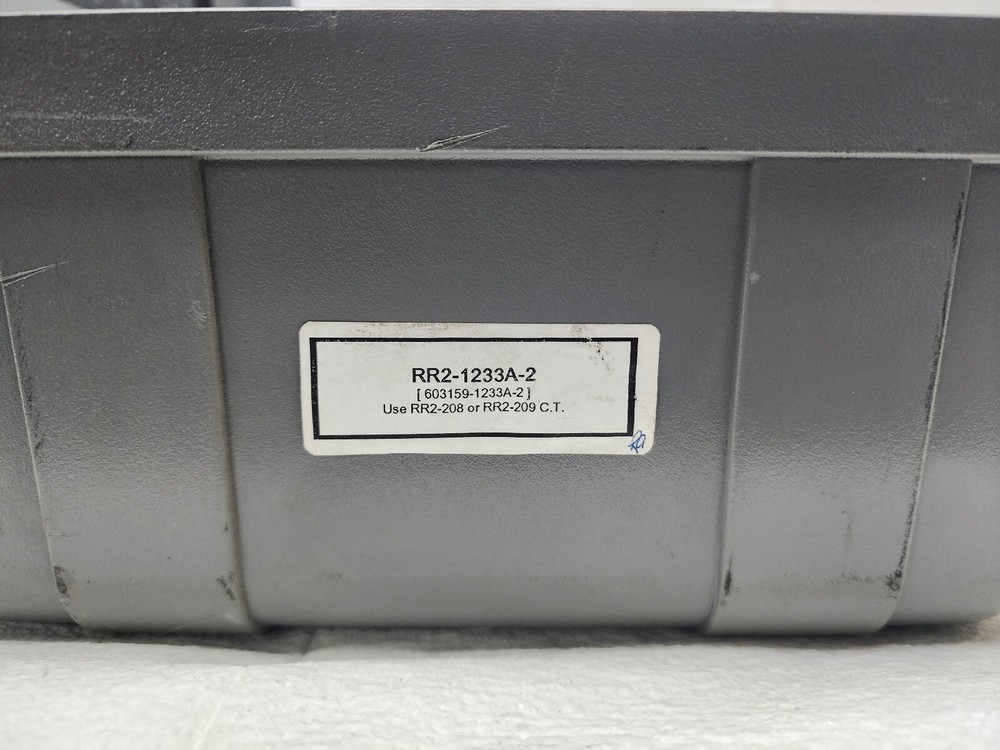 RR2-1233A-2
[ 603159-1233A-2 ]
Use RR2-208 or RR2-209 C.T.